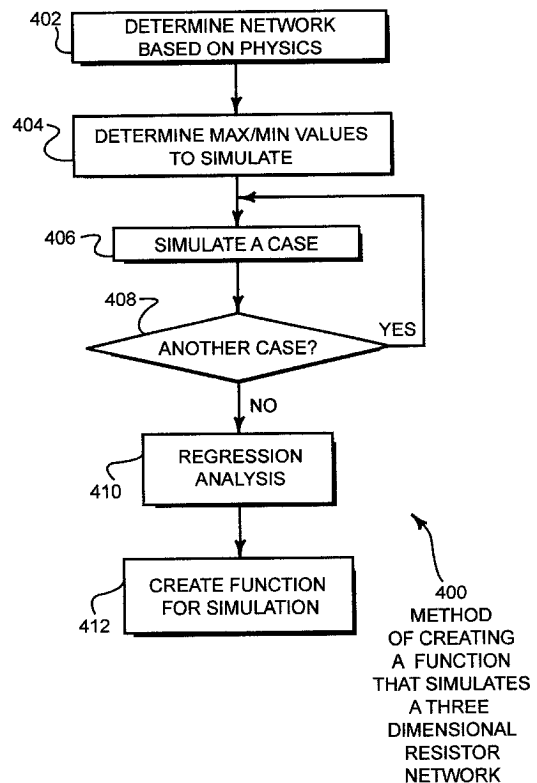 402
DETERMINE NETWORK
BASED ON PHYSICS
404
DETERMINE MAX/MIN VALUES
TO SIMULATE
406
SIMULATE A CASE
408
ANOTHER CASE?
YES
NO
410
REGRESSION
ANALYSIS
412
CREATE FUNCTION
FOR SIMULATION
400
METHOD
OF CREATING
A FUNCTION
THAT SIMULATES
A THREE
DIMENSIONAL
RESISTOR
NETWORK